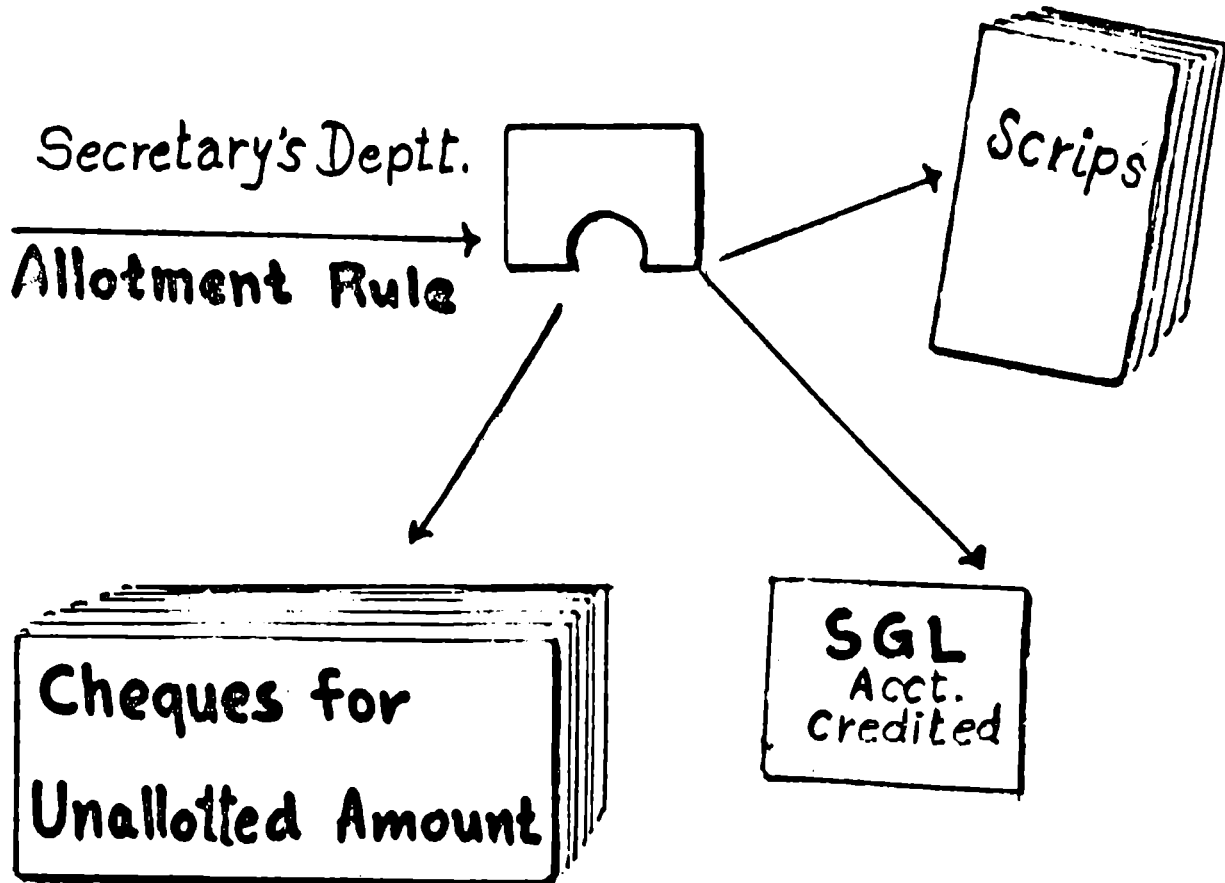 Secretary's Deptt.
Allotment Rule
Scrips
Cheques for
Unallotted Amount
SGL
Acct.
Credited